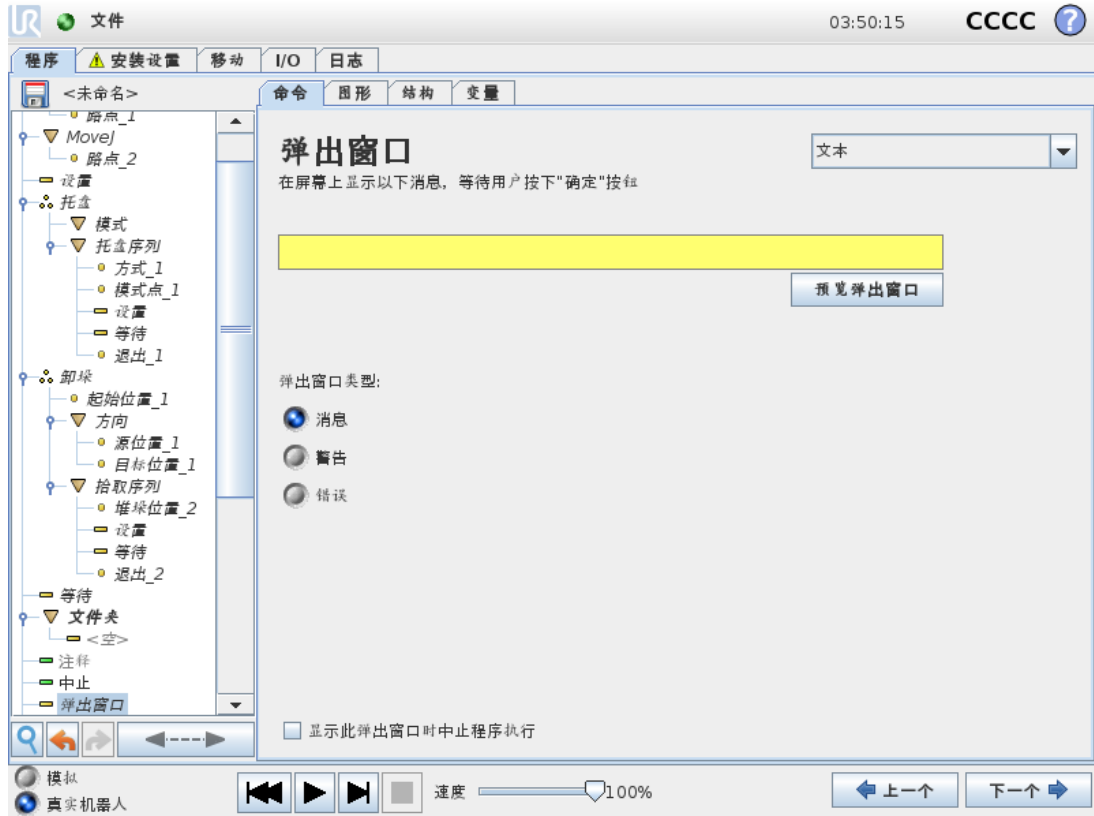 UR 文件 03:50:15 CCCC ?
程序 安装设置 移动 I/O 日志
<未命名> 命令 图形 结构 变量
路点_1
MoveJ
路点_2
设置
托盘
模式
托盘序列
方式_1
模式点_1
设置
等待
退出_1
卸垛
起始位置_1
方向
源位置_1
目标位置_1
拾取序列
堆垛位置_2
设置
等待
退出_2
等待
文件夹
<空>
注释
中止
弹出窗口
弹出窗口
文本
在屏幕上显示以下消息，等待用户按下"确定"按钮
预览弹出窗口
弹出窗口类型:
消息
警告
错误
显示此弹出窗口时中止程序执行
模拟
真实机器人
速度 100%
上一个 下一个